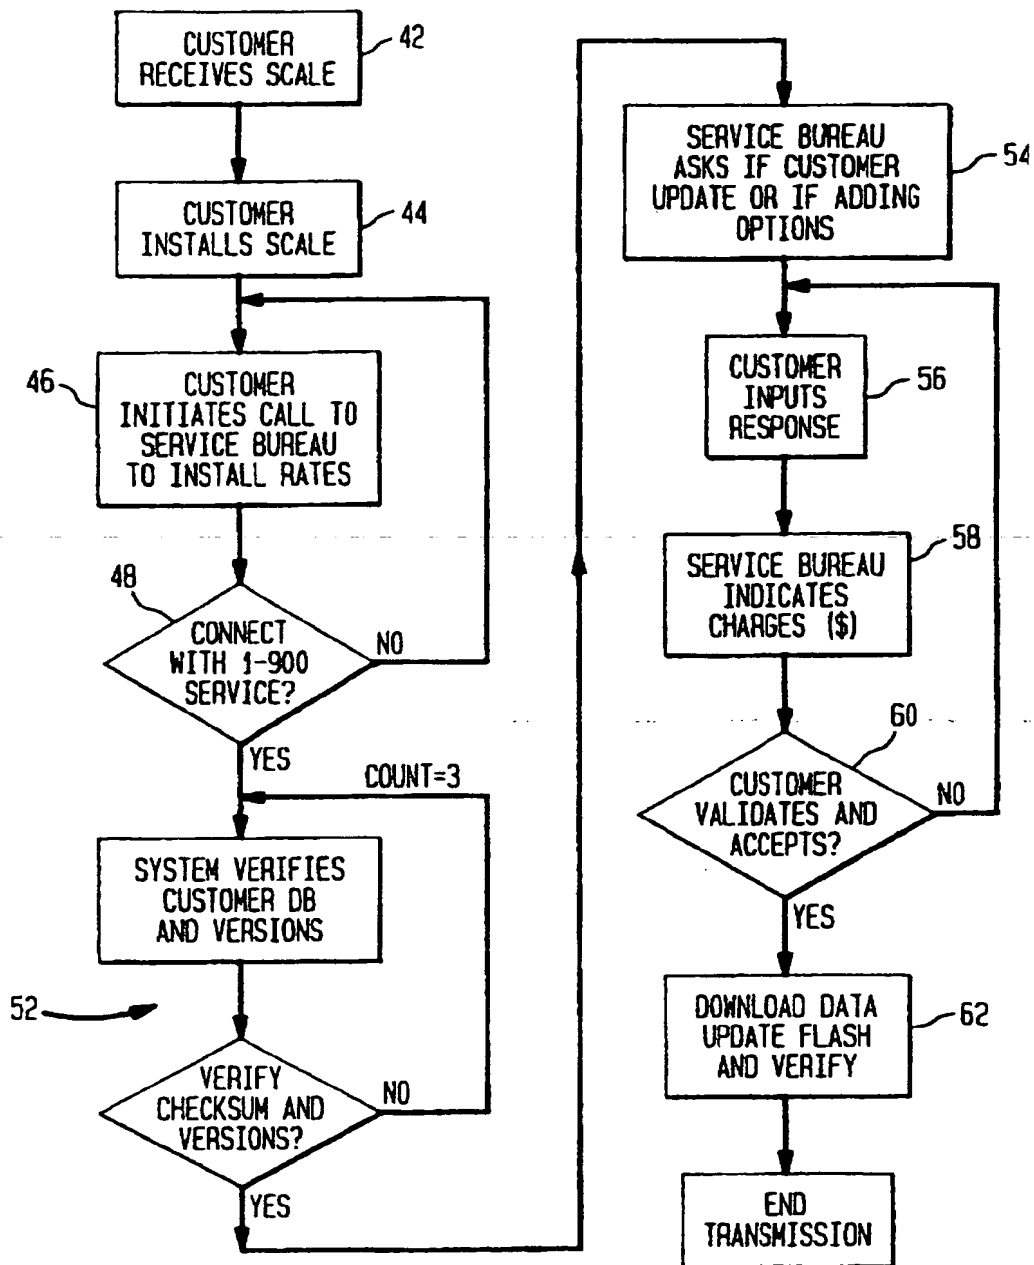 CUSTOMER
RECEIVES SCALE
42
CUSTOMER
INSTALLS SCALE
44
46
CUSTOMER
INITIATES CALL TO
SERVICE BUREAU
TO INSTALL RATES
48
CONNECT
WITH 1-900
SERVICE?
NO
YES
COUNT=3
SYSTEM VERIFIES
CUSTOMER DB
AND VERSIONS
52
VERIFY
CHECKSUM AND
VERSIONS?
NO
YES
SERVICE BUREAU
ASKS IF CUSTOMER
UPDATE OR IF ADDING
OPTIONS
54
CUSTOMER
INPUTS
RESPONSE
56
SERVICE BUREAU
INDICATES
CHARGES ($)
58
60
CUSTOMER
VALIDATES AND
ACCEPTS?
NO
YES
DOWNLOAD DATA
UPDATE FLASH
AND VERIFY
62
END
TRANSMISSION